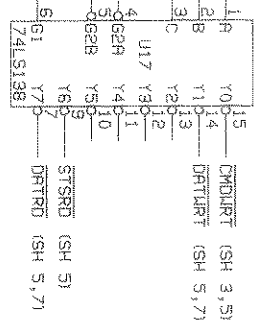 1 A Y0 15 CMDWRT (SH 3,5)
2 B Y1 14 DATWRT (SH 5,7)
3 C Y2 13
Y3 12
U17
4 G2A Y4 11
5 G2B Y5 10
Y6 9 STSRD (SH 5)
6 G1 Y7 7 DATRD (SH 5,7)
74LS138